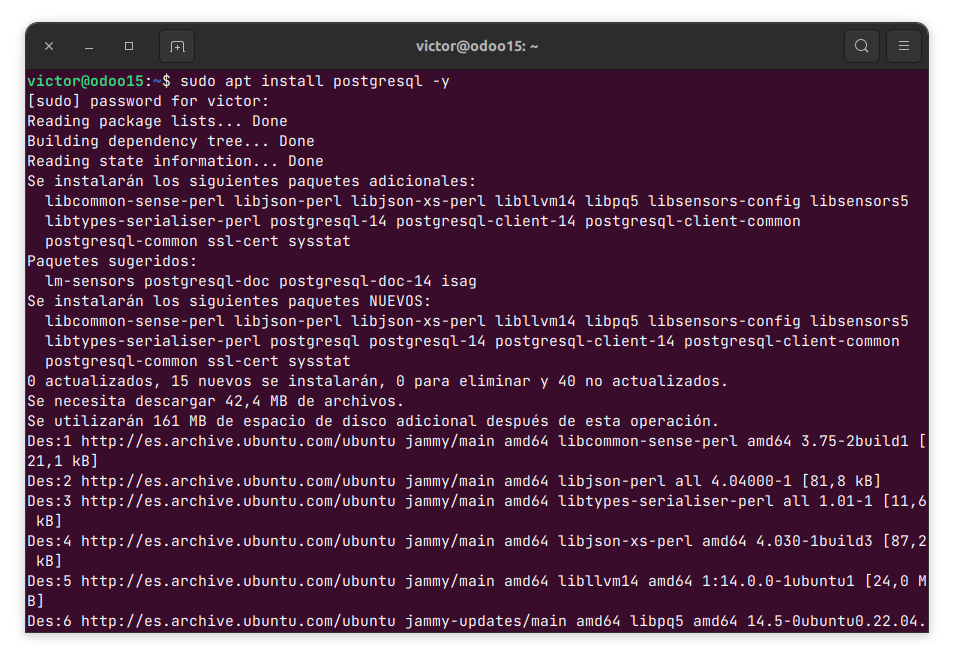 victor@odoo15: ~
victor@odoo15:~$ sudo apt install postgresql -y
[sudo] password for victor:
Reading package lists... Done
Building dependency tree... Done
Reading state information... Done
Se instalarán los siguientes paquetes adicionales:
  libcommon-sense-perl libjson-perl libjson-xs-perl libllvm14 libpq5 libsensors-config libsensors5
  libtypes-serialiser-perl postgresql-14 postgresql-client-14 postgresql-client-common
  postgresql-common ssl-cert sysstat
Paquetes sugeridos:
  lm-sensors postgresql-doc postgresql-doc-14 isag
Se instalarán los siguientes paquetes NUEVOS:
  libcommon-sense-perl libjson-perl libjson-xs-perl libllvm14 libpq5 libsensors-config libsensors5
  libtypes-serialiser-perl postgresql postgresql-14 postgresql-client-14 postgresql-client-common
  postgresql-common ssl-cert sysstat
0 actualizados, 15 nuevos se instalarán, 0 para eliminar y 40 no actualizados.
Se necesita descargar 42,4 MB de archivos.
Se utilizarán 161 MB de espacio de disco adicional después de esta operación.
Des:1 http://es.archive.ubuntu.com/ubuntu jammy/main amd64 libcommon-sense-perl amd64 3.75-2build1 [
21,1 kB]
Des:2 http://es.archive.ubuntu.com/ubuntu jammy/main amd64 libjson-perl all 4.04000-1 [81,8 kB]
Des:3 http://es.archive.ubuntu.com/ubuntu jammy/main amd64 libtypes-serialiser-perl all 1.01-1 [11,6
 kB]
Des:4 http://es.archive.ubuntu.com/ubuntu jammy/main amd64 libjson-xs-perl amd64 4.030-1build3 [87,2
 kB]
Des:5 http://es.archive.ubuntu.com/ubuntu jammy/main amd64 libllvm14 amd64 1:14.0.0-1ubuntu1 [24,0 M
B]
Des:6 http://es.archive.ubuntu.com/ubuntu jammy-updates/main amd64 libpq5 amd64 14.5-0ubuntu0.22.04.